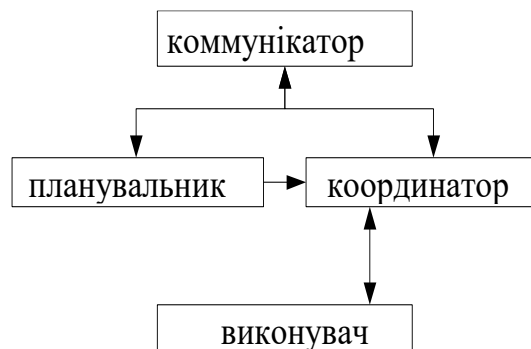 коммунікатор
планувальник
координатор
виконувач